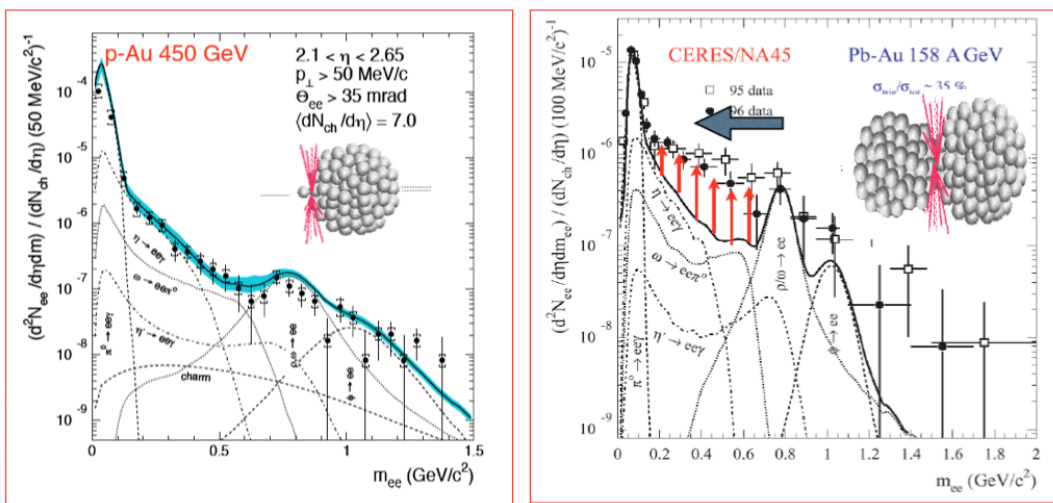 p-Au 450 GeV
2.1 < η < 2.65
p⊥ > 50 MeV/c
Θee > 35 mrad
⟨dNch/dη⟩ = 7.0
(d²Nee/dηdm) / (dNch/dη) (50 MeV/c²)⁻¹
10⁻⁴
10⁻⁵
10⁻⁶
10⁻⁷
10⁻⁸
10⁻⁹
π⁰ → eeγ
η → eeγ
ω → eeπ⁰
η' → eeγ
charm
ρ/ω → ee
φ → ee
0
0.5
1
1.5
mee (GeV/c²)
CERES/NA45
Pb-Au 158 A GeV
95 data
96 data
~ 35 %
(d²Nee/dηdmee) / (dNch/dη) (100 MeV/c²)⁻¹
10⁻⁵
10⁻⁶
10⁻⁷
10⁻⁸
10⁻⁹
π⁰ → eeγ
η → eeγ
ω → eeπ⁰
η' → eeγ
ρ/ω → ee
φ → ee
0 0.2 0.4 0.6 0.8 1 1.2 1.4 1.6 1.8 2
mee (GeV/c²)